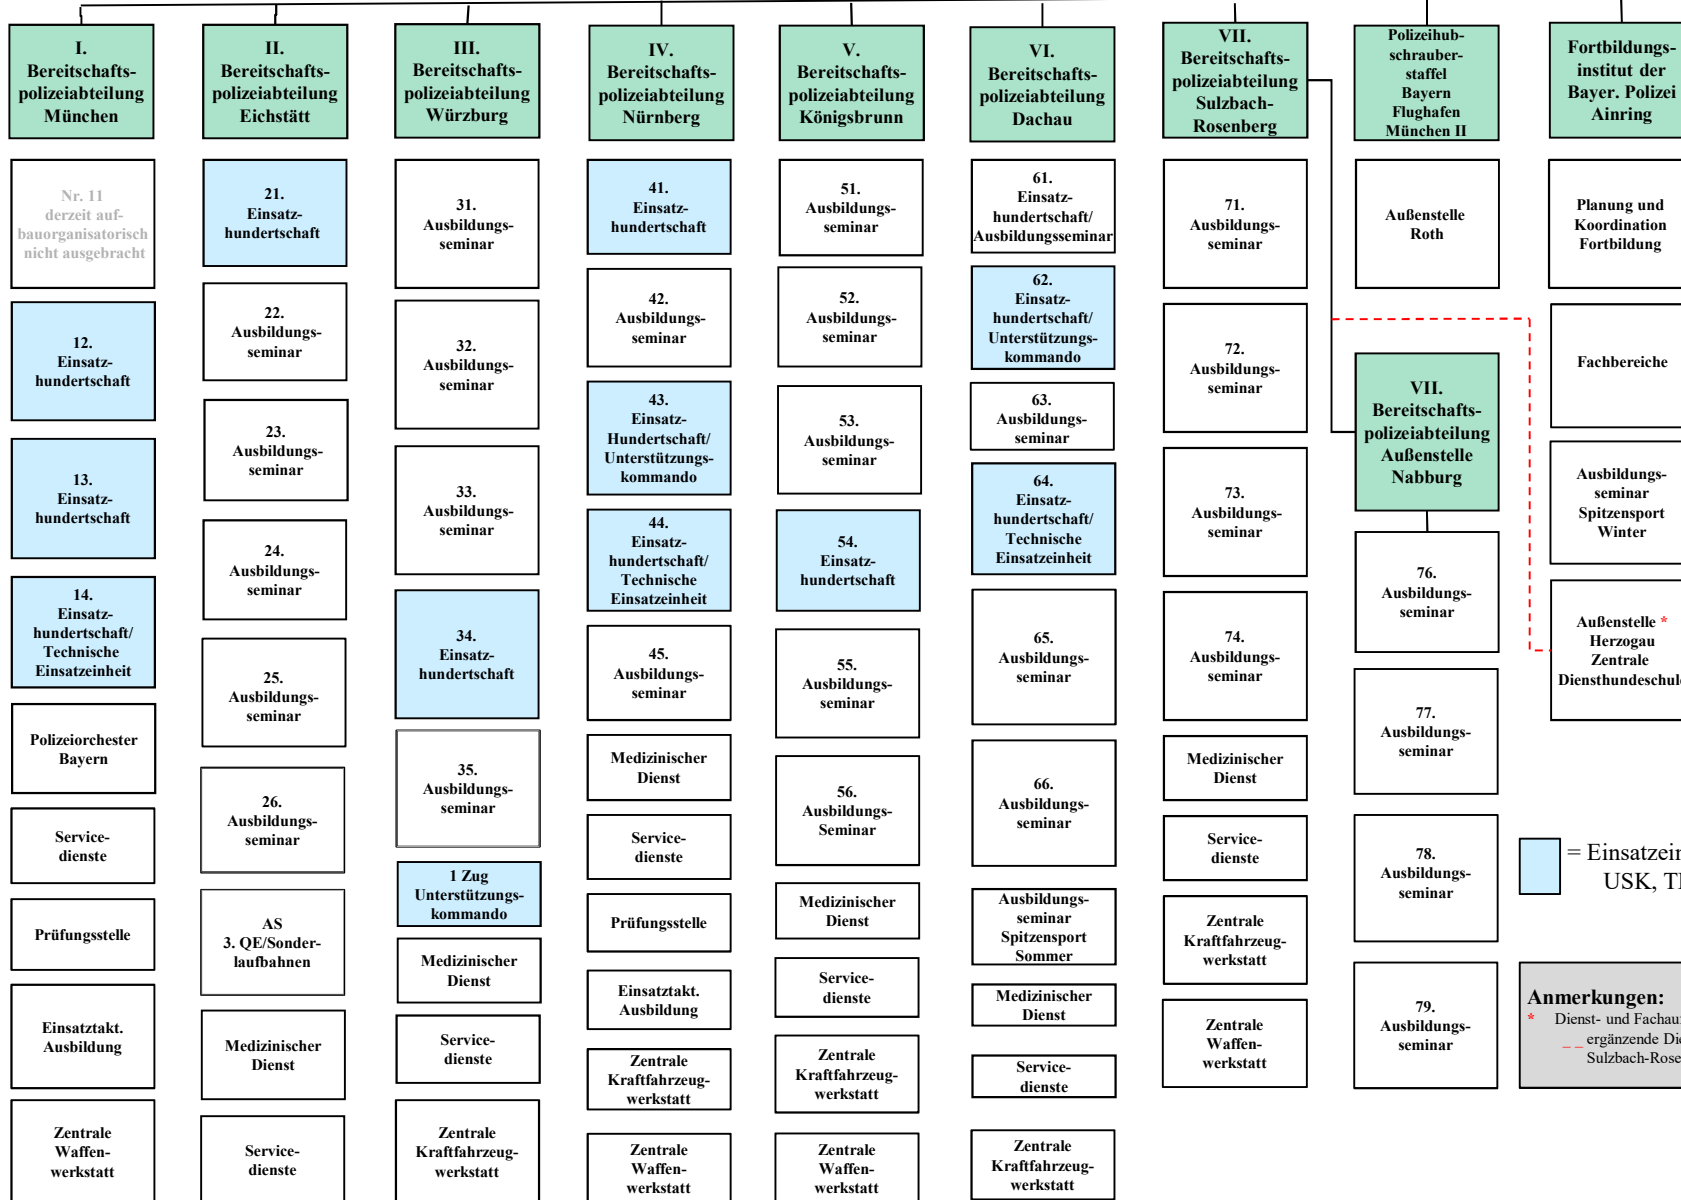 I.
Bereitschafts-
polizeiabteilung
München
Nr. 11
derzeit auf-
bauorganisatorisch
nicht ausgebracht
12.
Einsatz-
hundertschaft
13.
Einsatz-
hundertschaft
14.
Einsatz-
hundertschaft/
Technische
Einsatzeinheit
Polizeiorchester
Bayern
Service-
dienste
Prüfungsstelle
Einsatztakt.
Ausbildung
Zentrale
Waffen-
werkstatt
II.
Bereitschafts-
polizeiabteilung
Eichstätt
21.
Einsatz-
hundertschaft
22.
Ausbildungs-
seminar
23.
Ausbildungs-
seminar
24.
Ausbildungs-
seminar
25.
Ausbildungs-
seminar
26.
Ausbildungs-
seminar
AS
3. QE/Sonder-
laufbahnen
Medizinischer
Dienst
Service-
dienste
III.
Bereitschafts-
polizeiabteilung
Würzburg
31.
Ausbildungs-
seminar
32.
Ausbildungs-
seminar
33.
Ausbildungs-
seminar
34.
Einsatz-
hundertschaft
35.
Ausbildungs-
seminar
1 Zug
Unterstützungs-
kommando
Medizinischer
Dienst
Service-
dienste
Zentrale
Kraftfahrzeug-
werkstatt
IV.
Bereitschafts-
polizeiabteilung
Nürnberg
41.
Einsatz-
hundertschaft
42.
Ausbildungs-
seminar
43.
Einsatz-
Hundertschaft/
Unterstützungs-
kommando
44.
Einsatz-
hundertschaft/
Technische
Einsatzeinheit
45.
Ausbildungs-
seminar
Medizinischer
Dienst
Service-
dienste
Prüfungsstelle
Einsatztakt.
Ausbildung
Zentrale
Kraftfahrzeug-
werkstatt
Zentrale
Waffen-
werkstatt
V.
Bereitschafts-
polizeiabteilung
Königsbrunn
51.
Ausbildungs-
seminar
52.
Ausbildungs-
seminar
53.
Ausbildungs-
seminar
54.
Einsatz-
hundertschaft
55.
Ausbildungs-
seminar
56.
Ausbildungs-
Seminar
Medizinischer
Dienst
Service-
dienste
Zentrale
Kraftfahrzeug-
werkstatt
Zentrale
Waffen-
werkstatt
VI.
Bereitschafts-
polizeiabteilung
Dachau
61.
Einsatz-
hundertschaft/
Ausbildungsseminar
62.
Einsatz-
hundertschaft/
Unterstützungs-
kommando
63.
Ausbildungs-
seminar
64.
Einsatz-
hundertschaft/
Technische
Einsatzeinheit
65.
Ausbildungs-
seminar
66.
Ausbildungs-
seminar
Ausbildungs-
seminar
Spitzensport
Sommer
Medizinischer
Dienst
Service-
dienste
Zentrale
Kraftfahrzeug-
werkstatt
VII.
Bereitschafts-
polizeiabteilung
Sulzbach-
Rosenberg
71.
Ausbildungs-
seminar
72.
Ausbildungs-
seminar
73.
Ausbildungs-
seminar
74.
Ausbildungs-
seminar
Medizinischer
Dienst
Service-
dienste
Zentrale
Kraftfahrzeug-
werkstatt
Zentrale
Waffen-
werkstatt
Polizeihub-
schrauber-
staffel
Bayern
Flughafen
München II
Außenstelle
Roth
VII.
Bereitschafts-
polizeiabteilung
Außenstelle
Nabburg
76.
Ausbildungs-
seminar
77.
Ausbildungs-
seminar
78.
Ausbildungs-
seminar
79.
Ausbildungs-
seminar
Fortbildungs-
institut der
Bayer. Polizei
Ainring
Planung und
Koordination
Fortbildung
Fachbereiche
Ausbildungs-
seminar
Spitzensport
Winter
Außenstelle *
Herzogau
Zentrale
Diensthundeschule
=
USK,
Anmerkungen:
* Dienst- und
_ _ ergänzende